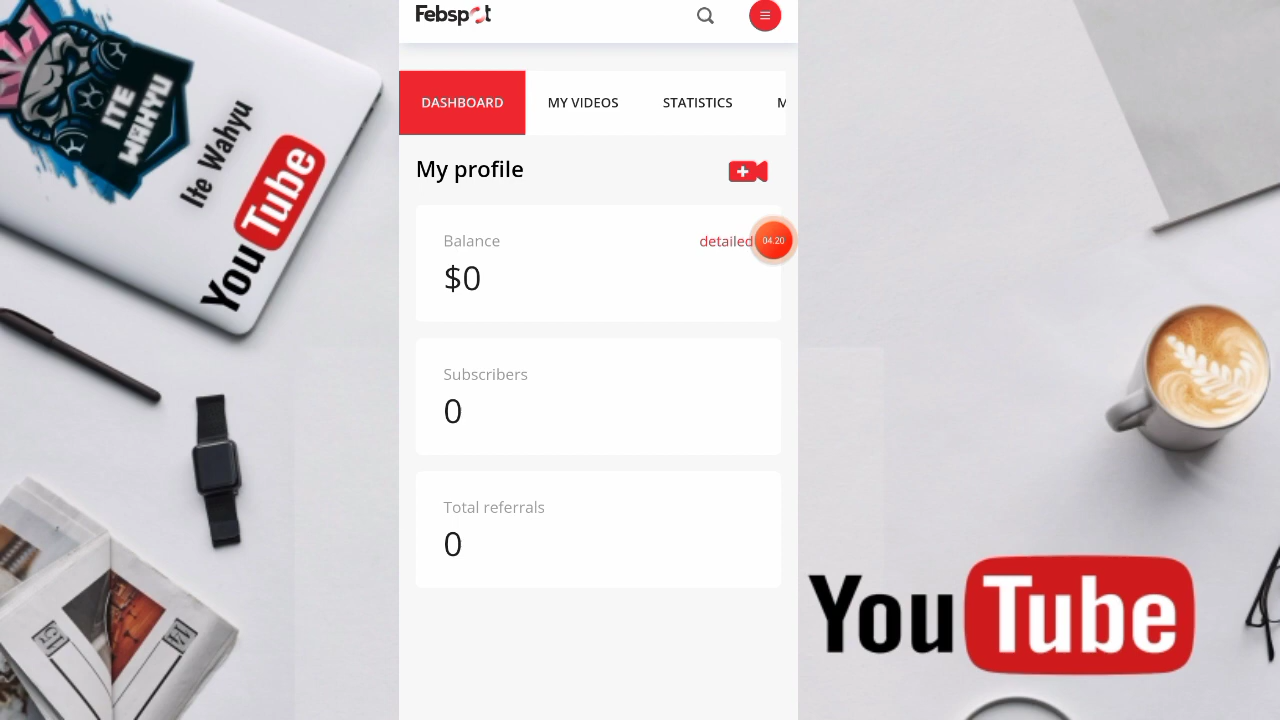 Febspot
DASHBOARD
MY VIDEOS
STATISTICS
M
My profile
Balance
detailed
04.20
$0
Subscribers
0
Total referrals
0
ITE
WAHYU
Ite Wahyu
YouTube
YouTube